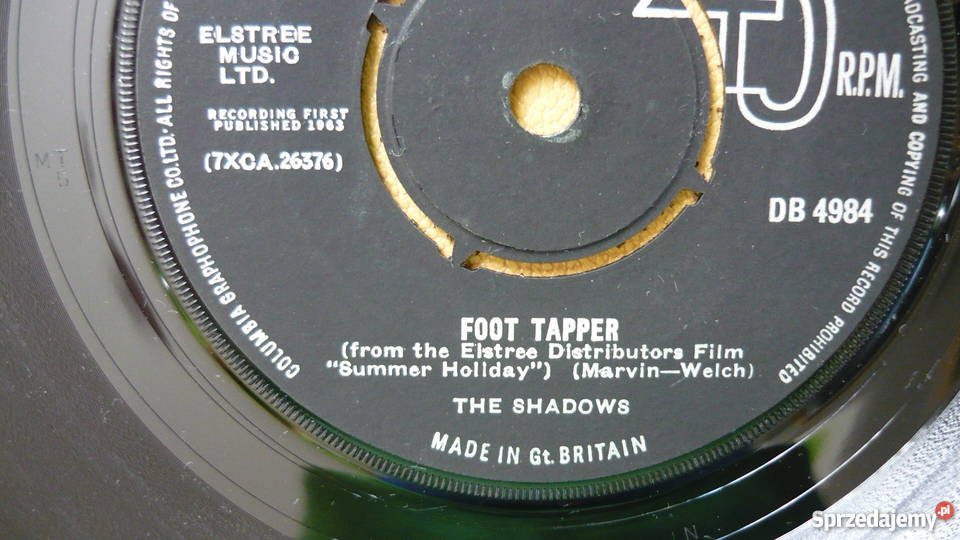 ELSTREE
MUSIC
LTD.
RECORDING FIRST
PUBLISHED 1963
(7XCA.26376)
45
R.P.M.
DB 4984
COLUMBIA GRAPHOPHONE CO.LTD·ALL RIGHTS OF
AND COPYING OF THIS RECORD PROHIBITED
FOOT TAPPER
(from the Elstree Distributors Film
"Summer Holiday") (Marvin—Welch)
THE SHADOWS
MADE IN Gt. BRITAIN
Sprzedajemy.pl